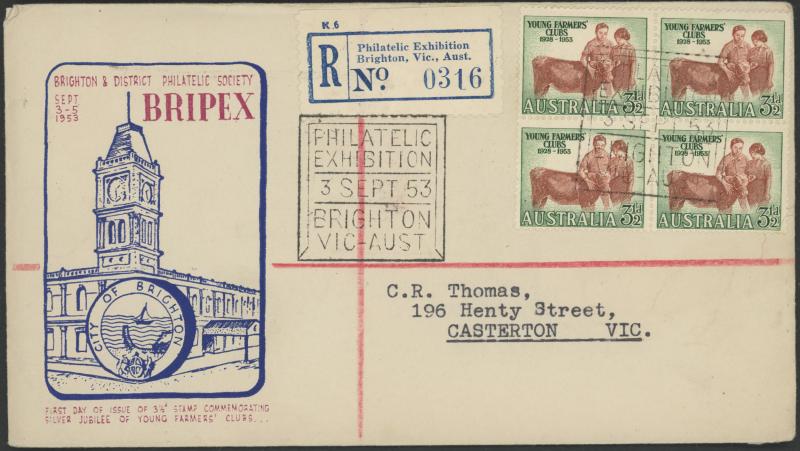 K.6
R
Philatelic Exhibition
Brighton, Vic., Aust.
No. 0316
BRIGHTON & DISTRICT PHILATELIC SOCIETY
SEPT
3-5
1953
BRIPEX
CITY OF BRIGHTON
FIRST DAY OF ISSUE OF 3½ᵈ STAMP COMMEMORATING
SILVER JUBILEE OF YOUNG FARMERS' CLUBS...
PHILATELIC
EXHIBITION
3 SEPT 53
BRIGHTON
VIC-AUST
YOUNG FARMERS'
CLUBS
1928-1953
AUSTRALIA 3½ᵈ
YOUNG FARMERS'
CLUBS
1928-1953
AUSTRALIA 3½ᵈ
YOUNG FARMERS'
CLUBS
1928-1953
AUSTRALIA 3½ᵈ
YOUNG FARMERS'
CLUBS
1928-1953
AUSTRALIA 3½ᵈ
C.R. Thomas,
196 Henty Street,
CASTERTON VIC.